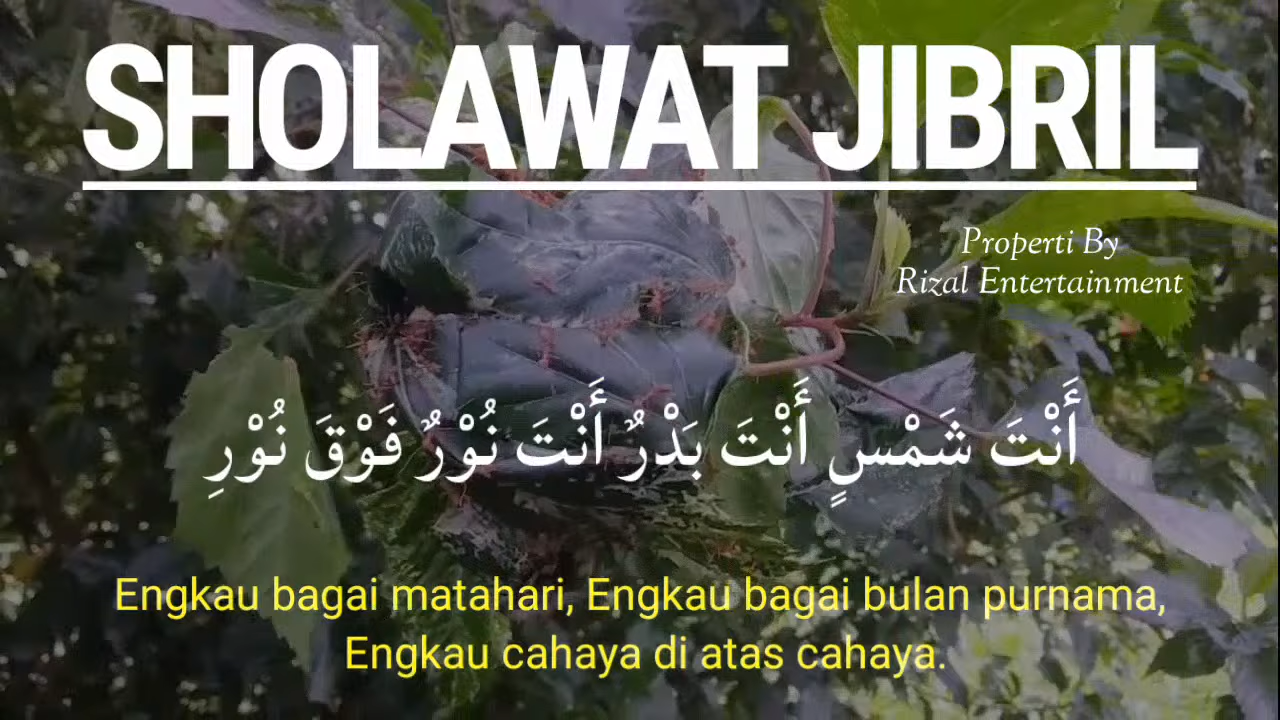 SHOLAWAT JIBRIL
Properti By
Rizal Entertainment
أَنْتَ شَمْسٍ أَنْتَ بَدْرٌ أَنْتَ نُوْرٌ فَوْقَ نُوْرِ
Engkau bagai matahari, Engkau bagai bulan purnama,
Engkau cahaya di atas cahaya.